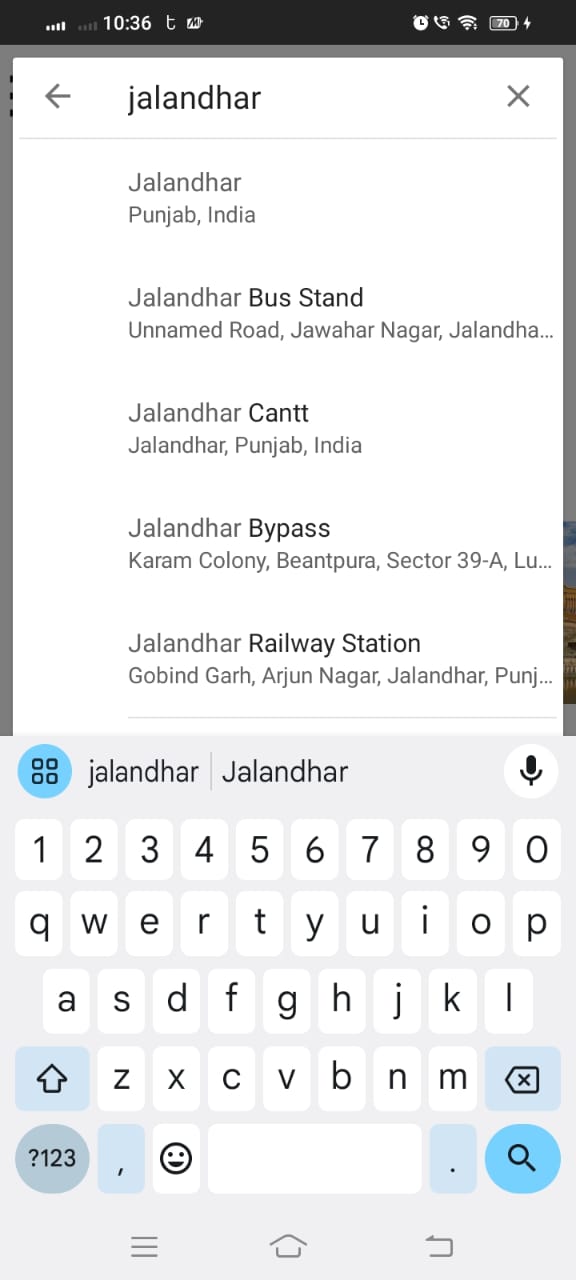 10:36
70
jalandhar
Jalandhar
Punjab, India
Jalandhar Bus Stand
Unnamed Road, Jawahar Nagar, Jalandha...
Jalandhar Cantt
Jalandhar, Punjab, India
Jalandhar Bypass
Karam Colony, Beantpura, Sector 39-A, Lu...
Jalandhar Railway Station
Gobind Garh, Arjun Nagar, Jalandhar, Punj...
jalandhar Jalandhar
1 2 3 4 5 6 7 8 9 0
q w e r t y u i o p
a s d f g h j k l
z x c v b n m
?123 , .